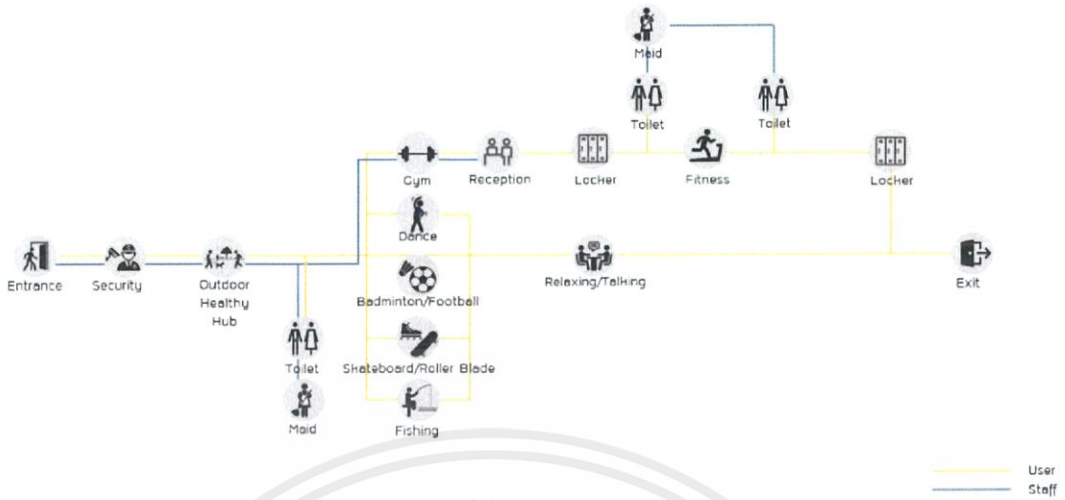 Maid
Toilet
Toilet
Gym
Reception
Locker
Fitness
Locker
Dance
Entrance
Security
Outdoor
Healthy
Hub
Badminton/Football
Relaxing/Talking
Exit
Toilet
Skateboard/Roller Blade
Maid
Fishing
User
Staff